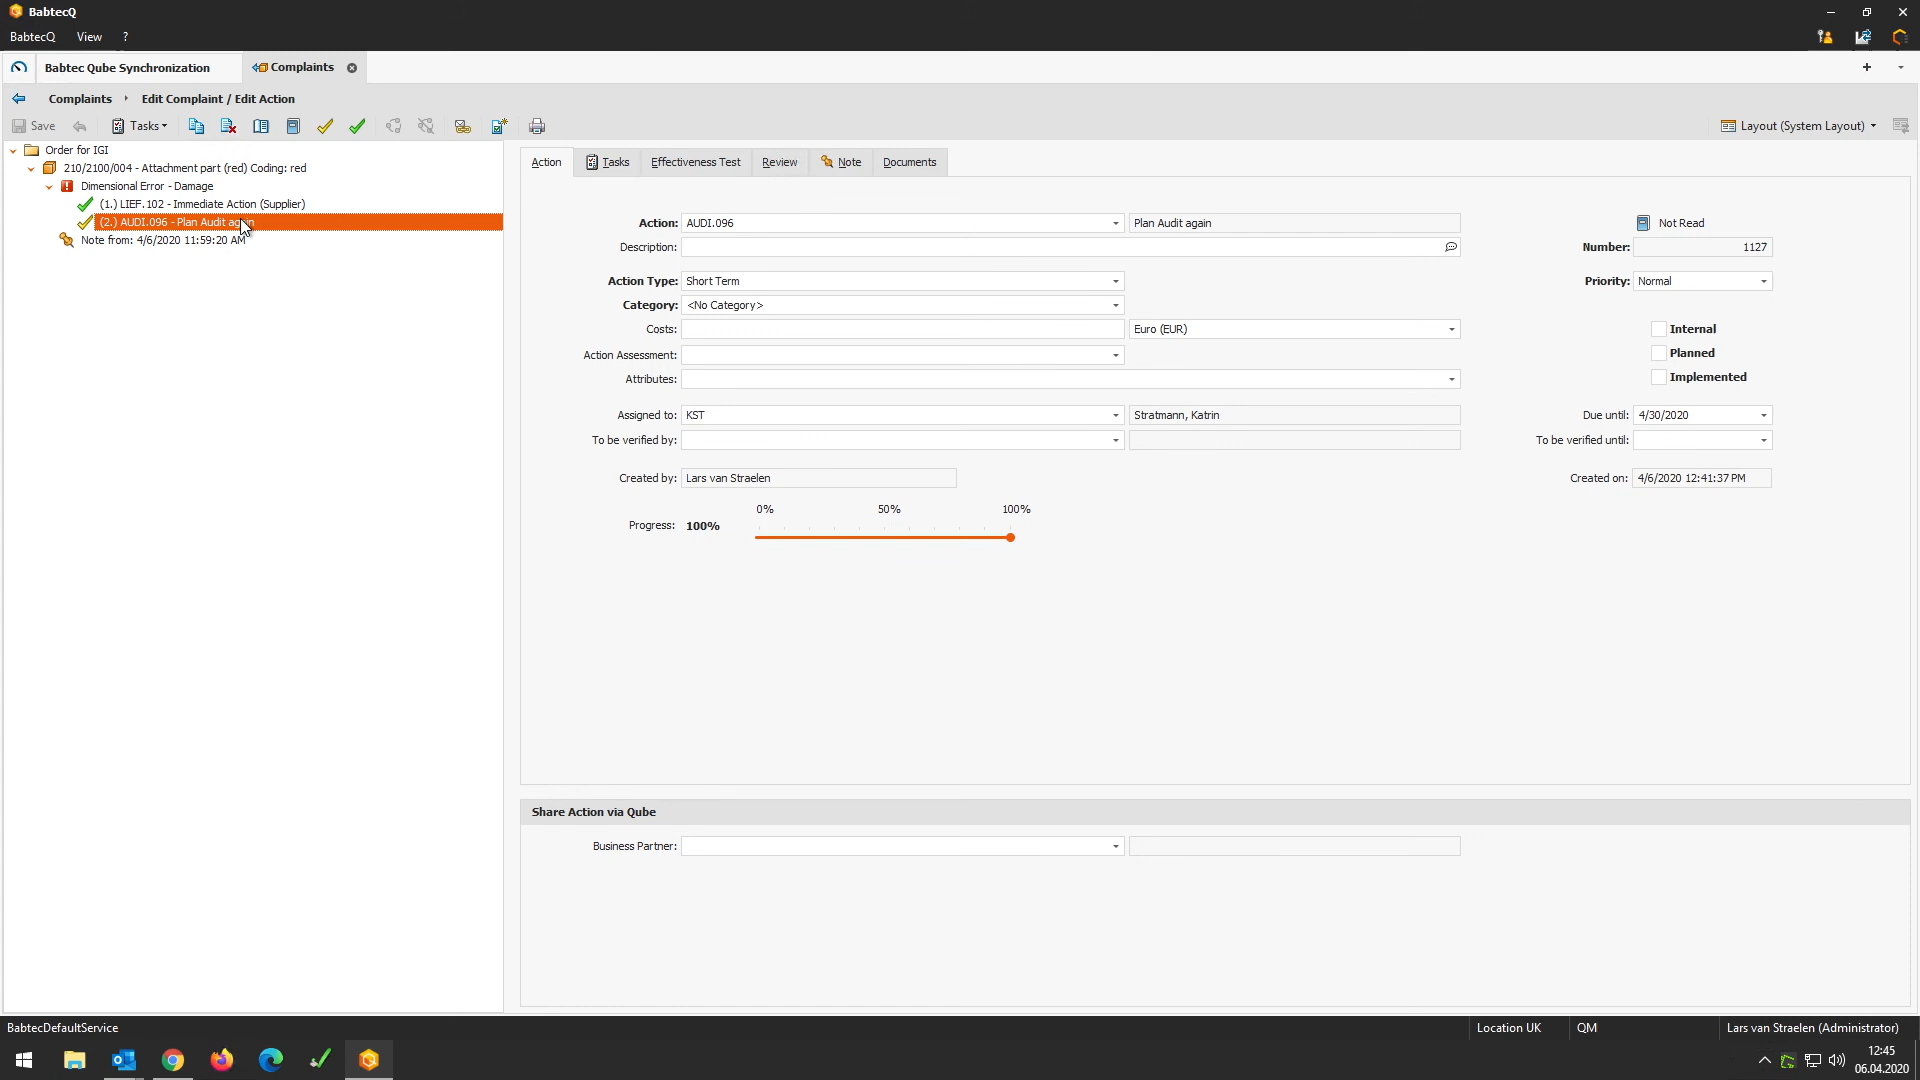 BabtecQ
BabtecQ View ?
Babtec Qube Synchronization Complaints
Complaints Edit Complaint / Edit Action
Save Tasks Layout (System Layout)
Order for IGI
210/2100/004 - Attachment part (red) Coding: red
Dimensional Error - Damage
(1.) LIEF.102 - Immediate Action (Supplier)
(2.) AUDI.096 - Plan Audit again
Note from: 4/6/2020 11:59:20 AM
Action Tasks Effectiveness Test Review Note Documents
Action: AUDI.096 Plan Audit again Not Read
Description: Number: 1127
Action Type: Short Term Priority: Normal
Category: <No Category>
Costs: Euro (EUR) Internal
Action Assessment: Planned
Attributes: Implemented
Assigned to: KST Stratmann, Katrin Due until: 4/30/2020
To be verified by: To be verified until:
Created by: Lars van Straelen Created on: 4/6/2020 12:41:37 PM
0% 50% 100%
Progress: 100%
Share Action via Qube
Business Partner:
BabtecDefaultService Location UK QM Lars van Straelen (Administrator)
12:45
06.04.2020